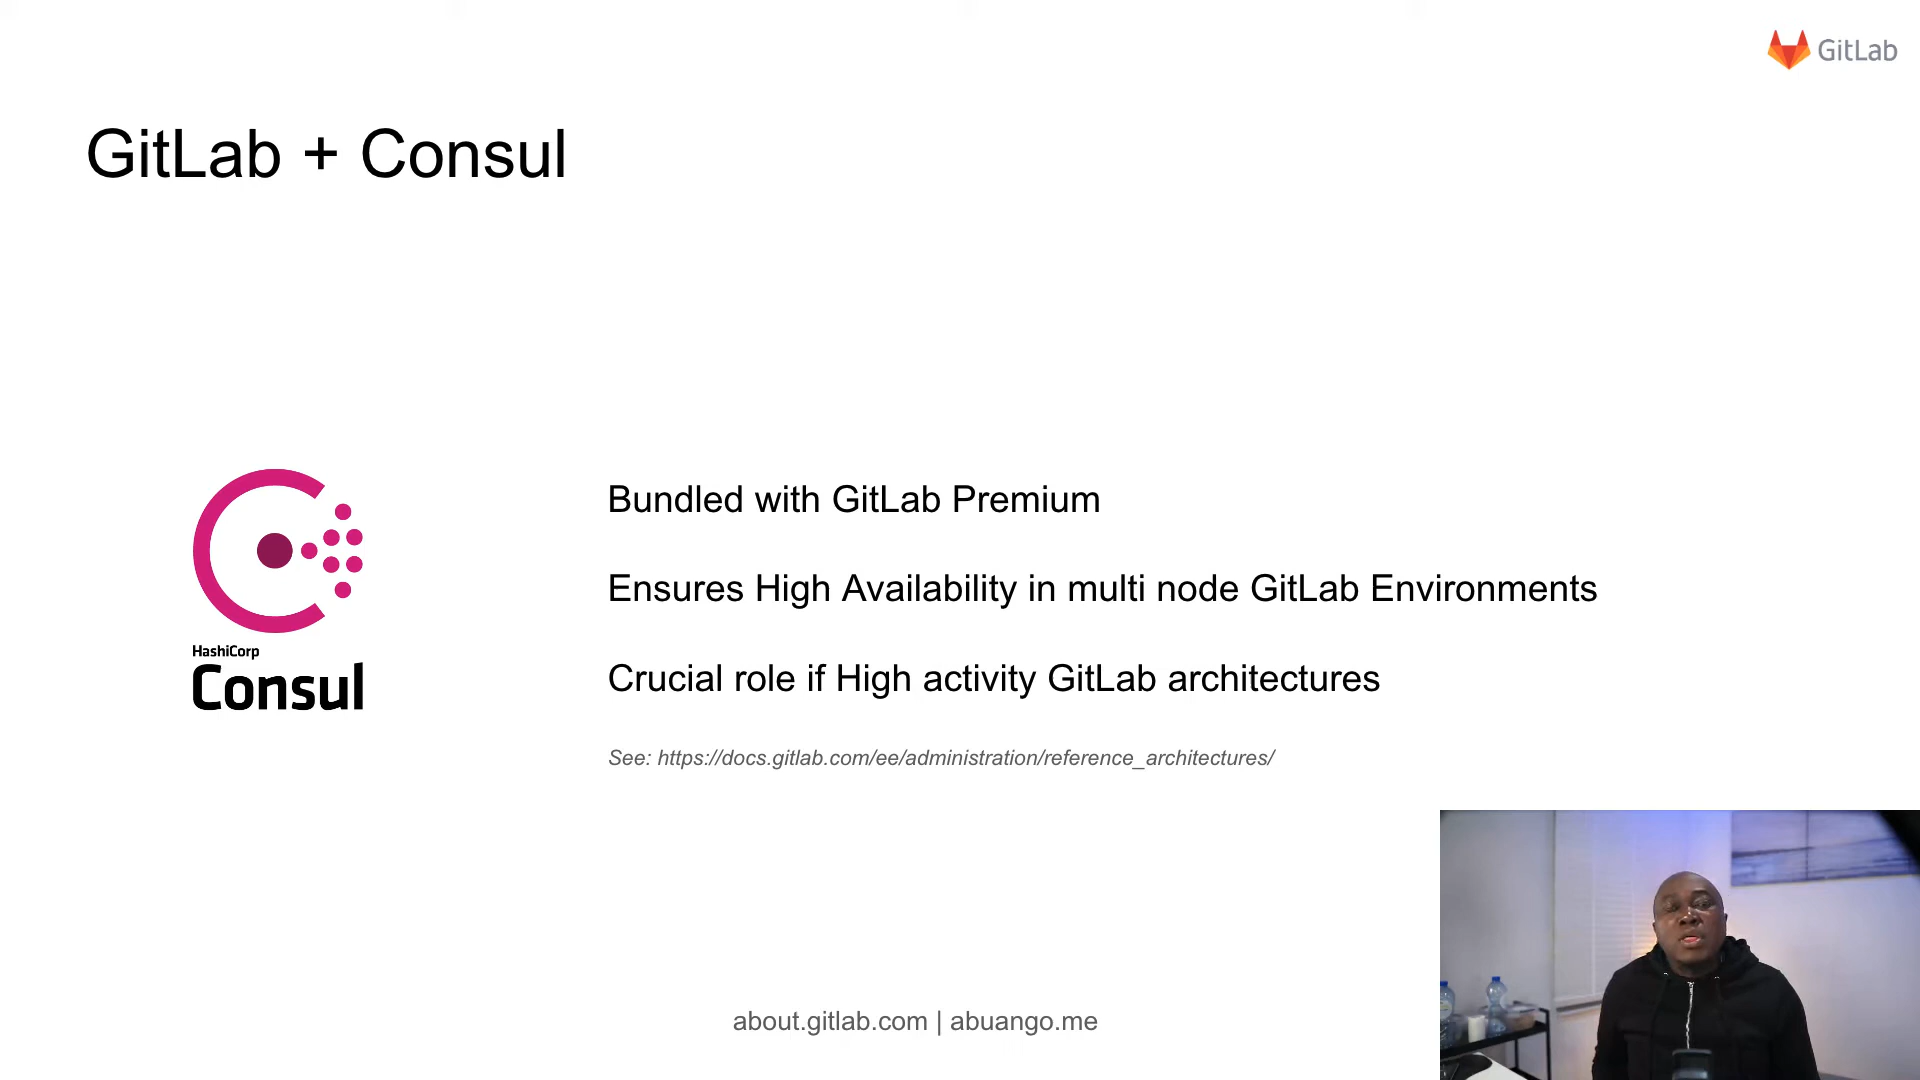 GitLab
GitLab + Consul
Bundled with GitLab Premium
Ensures High Availability in multi node GitLab Environments
HashiCorp
Consul
Crucial role if High activity GitLab architectures
See: https://docs.gitlab.com/ee/administration/reference_architectures/
about.gitlab.com | abuango.me